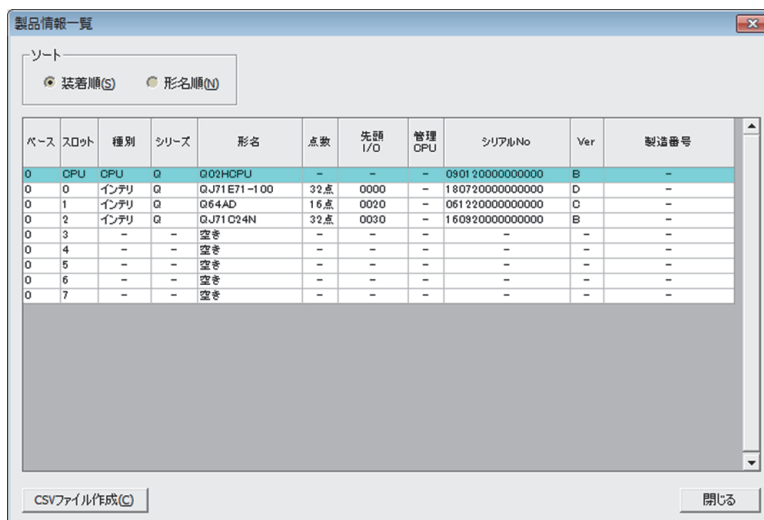 製品情報一覧
ソート
装着順(S) 形名順(N)
ベース スロット 種別 シリーズ 形名 点数 先頭I/O 管理CPU シリアルNo Ver 製造番号
0 CPU CPU Q Q02HCPU － － － 090120000000000 B －
0 0 インテリ Q QJ71E71-100 32点 0000 － 180720000000000 D －
0 1 インテリ Q Q64AD 16点 0020 － 061220000000000 C －
0 2 インテリ Q QJ71C24N 32点 0030 － 160920000000000 B －
0 3 － － 空き － － － － － －
0 4 － － 空き － － － － － －
0 5 － － 空き － － － － － －
0 6 － － 空き － － － － － －
0 7 － － 空き － － － － － －
CSVファイル作成(C) 閉じる